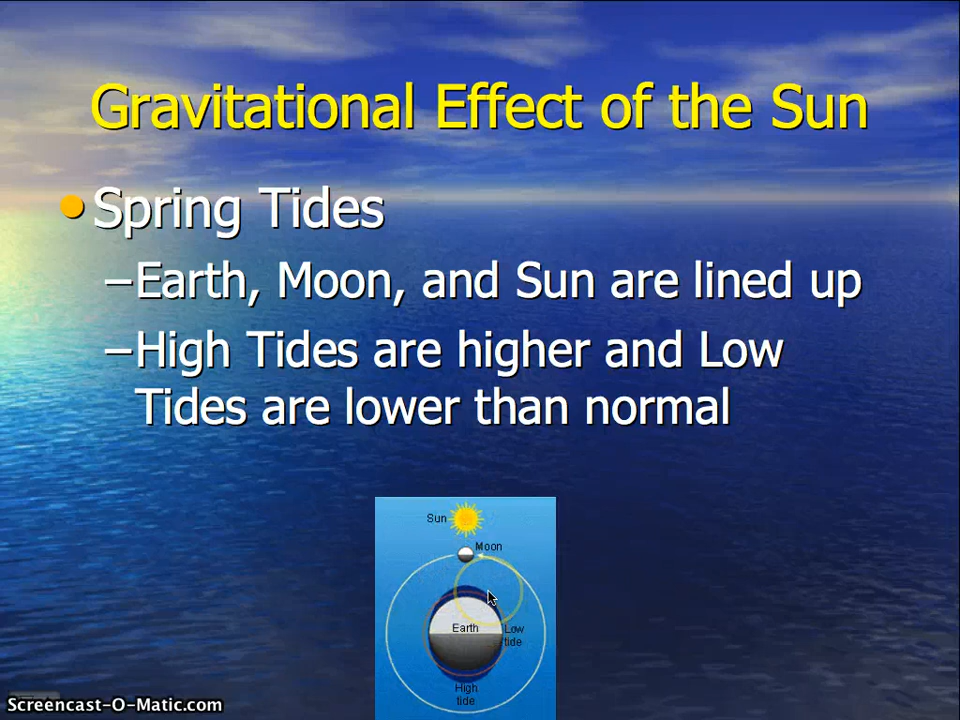 Gravitational Effect of the Sun
• Spring Tides
–Earth, Moon, and Sun are lined up
–High Tides are higher and Low
Tides are lower than normal
Sun
Moon
Earth
Low
tide
High
tide
Screencast-O-Matic.com